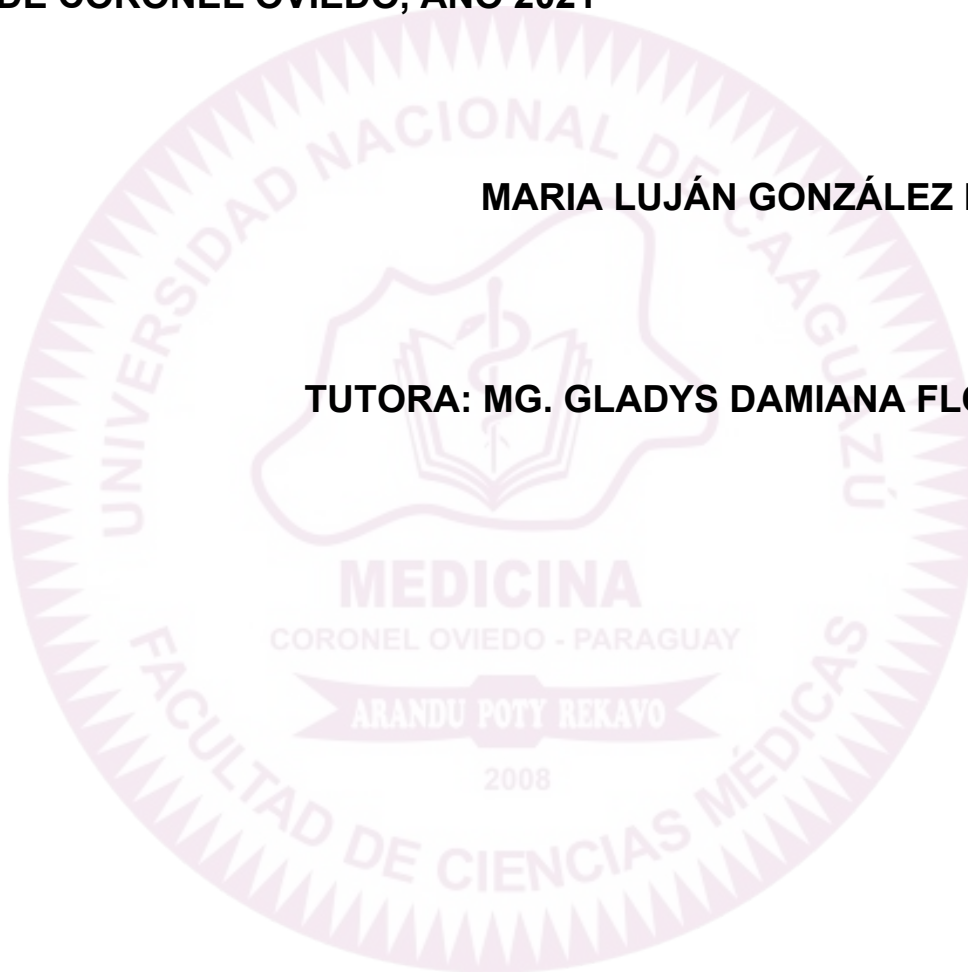 DE CORONEL OVIEDO, AÑO 2021
UNIVERSIDAD NACIONAL DE CAAGUAZÚ
MARIA LUJÁN GONZÁLEZ
TUTORA: MG. GLADYS DAMIANA
MEDICINA
CORONEL OVIEDO - PARAGUAY
ARANDU POTY REKAVO
2008
FACULTAD DE CIENCIAS MÉDICAS